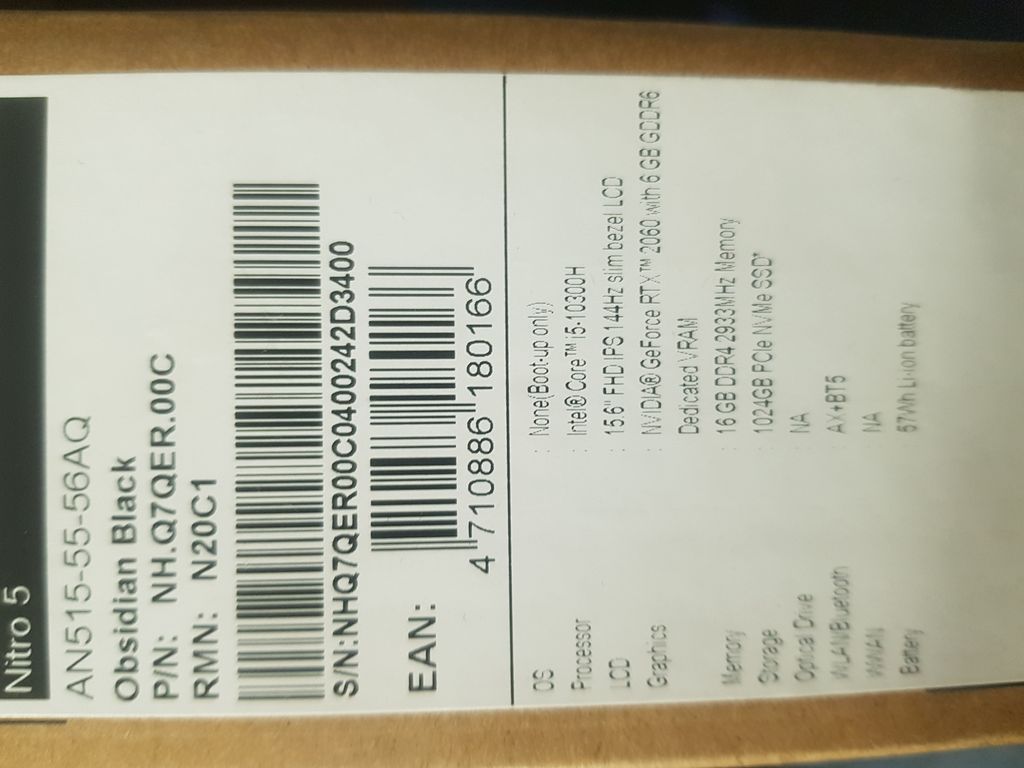 Nitro 5
AN515-55-56AQ
Obsidian Black
P/N: NH.Q7QER.00C
RMN: N20C1
S/N:NHQ7QER00C0400242D3400
EAN:
4 710886 180166
OS : None(Boot-up only)
Processor : Intel® Core™ i5-10300H
LCD : 15.6" FHD IPS 144Hz slim bezel LCD
Graphics : NVIDIA® GeForce RTX™ 2060 with 6 GB GDDR6
Dedicated VRAM
Memory : 16 GB DDR4 2933MHz Memory
Storage : 1024GB PCIe NVMe SSD*
Optical Drive : NA
WLAN/Bluetooth : AX+BT5
WWAN : NA
Battery : 57Wh Li-ion battery